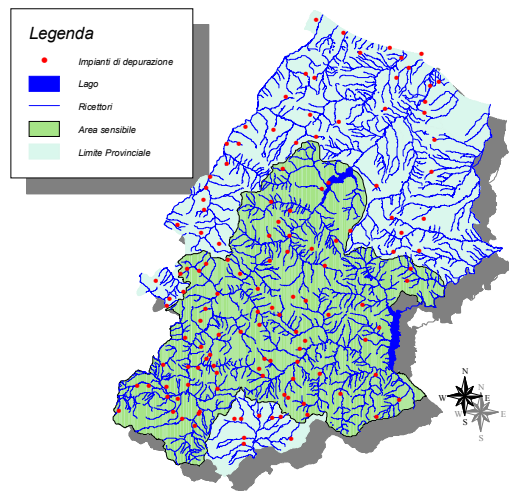 Legenda
Impianti di depurazione
Lago
Ricettori
Area sensibile
Limite Provinciale
N
N
W E
W E
S
S